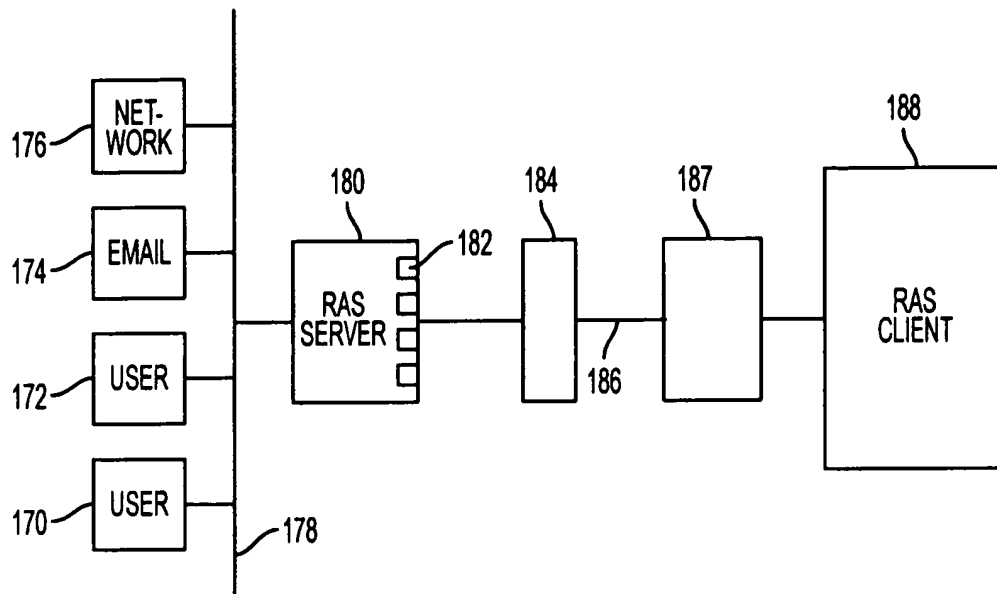 NET-
WORK
176
EMAIL
174
USER
172
USER
170
178
180
RAS
SERVER
182
184
186
187
188
RAS
CLIENT